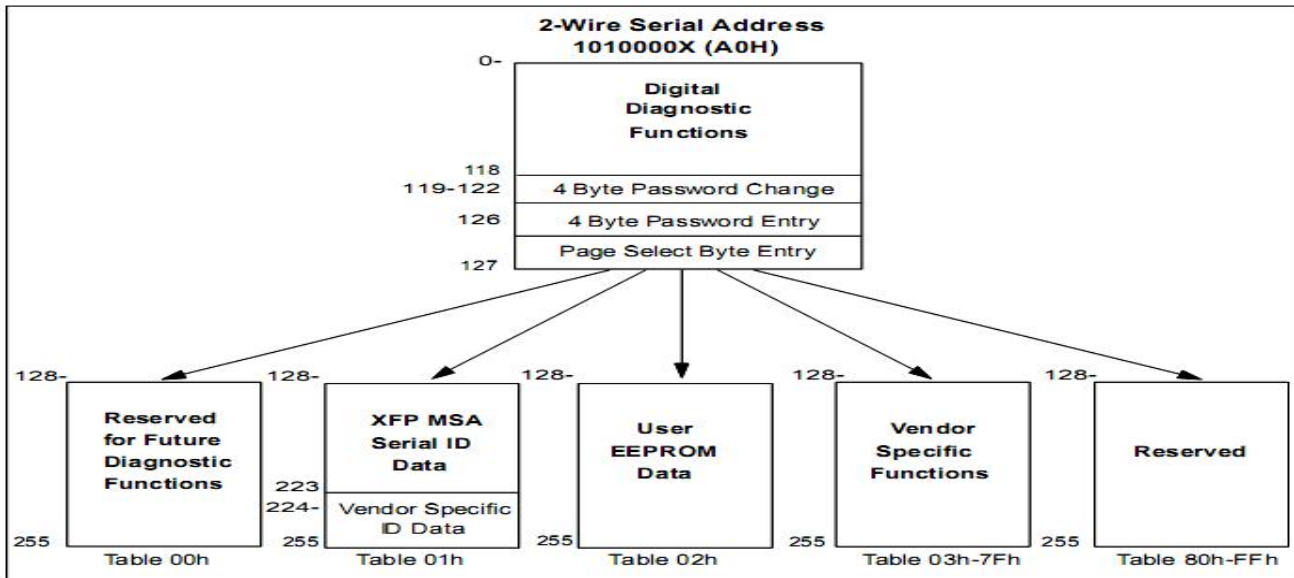 2-Wire Serial Address
1010000X (A0H)
0-
Digital
Diagnostic
Functions
118
119-122
4 Byte Password Change
126
4 Byte Password Entry
Page Select Byte Entry
127
128-
Reserved
for Future
Diagnostic
Functions
255
Table 00h
128-
XFP MSA
Serial ID
Data
223
224-
Vendor Specific
ID Data
255
Table 01h
128-
User
EEPROM
Data
255
Table 02h
128-
Vendor
Specific
Functions
255
Table 03h-7Fh
128-
Reserved
255
Table 80h-FFh